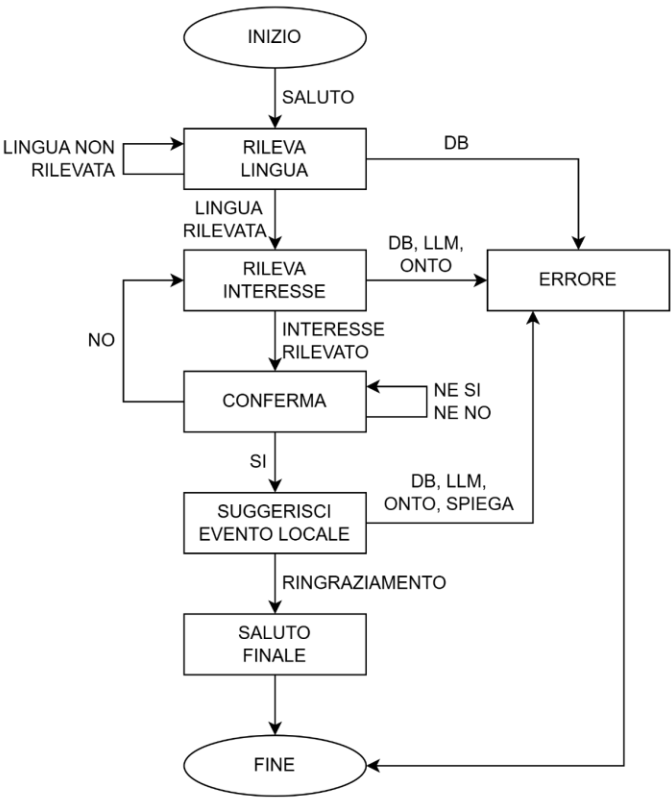 INIZIO
SALUTO
LINGUA NON
RILEVATA
RILEVA
LINGUA
DB
LINGUA
RILEVATA
DB, LLM,
ONTO
RILEVA
INTERESSE
ERRORE
NO
INTERESSE
RILEVATO
CONFERMA
NE SI
NE NO
SI
DB, LLM,
ONTO, SPIEGA
SUGGERISCI
EVENTO LOCALE
RINGRAZIAMENTO
SALUTO
FINALE
FINE